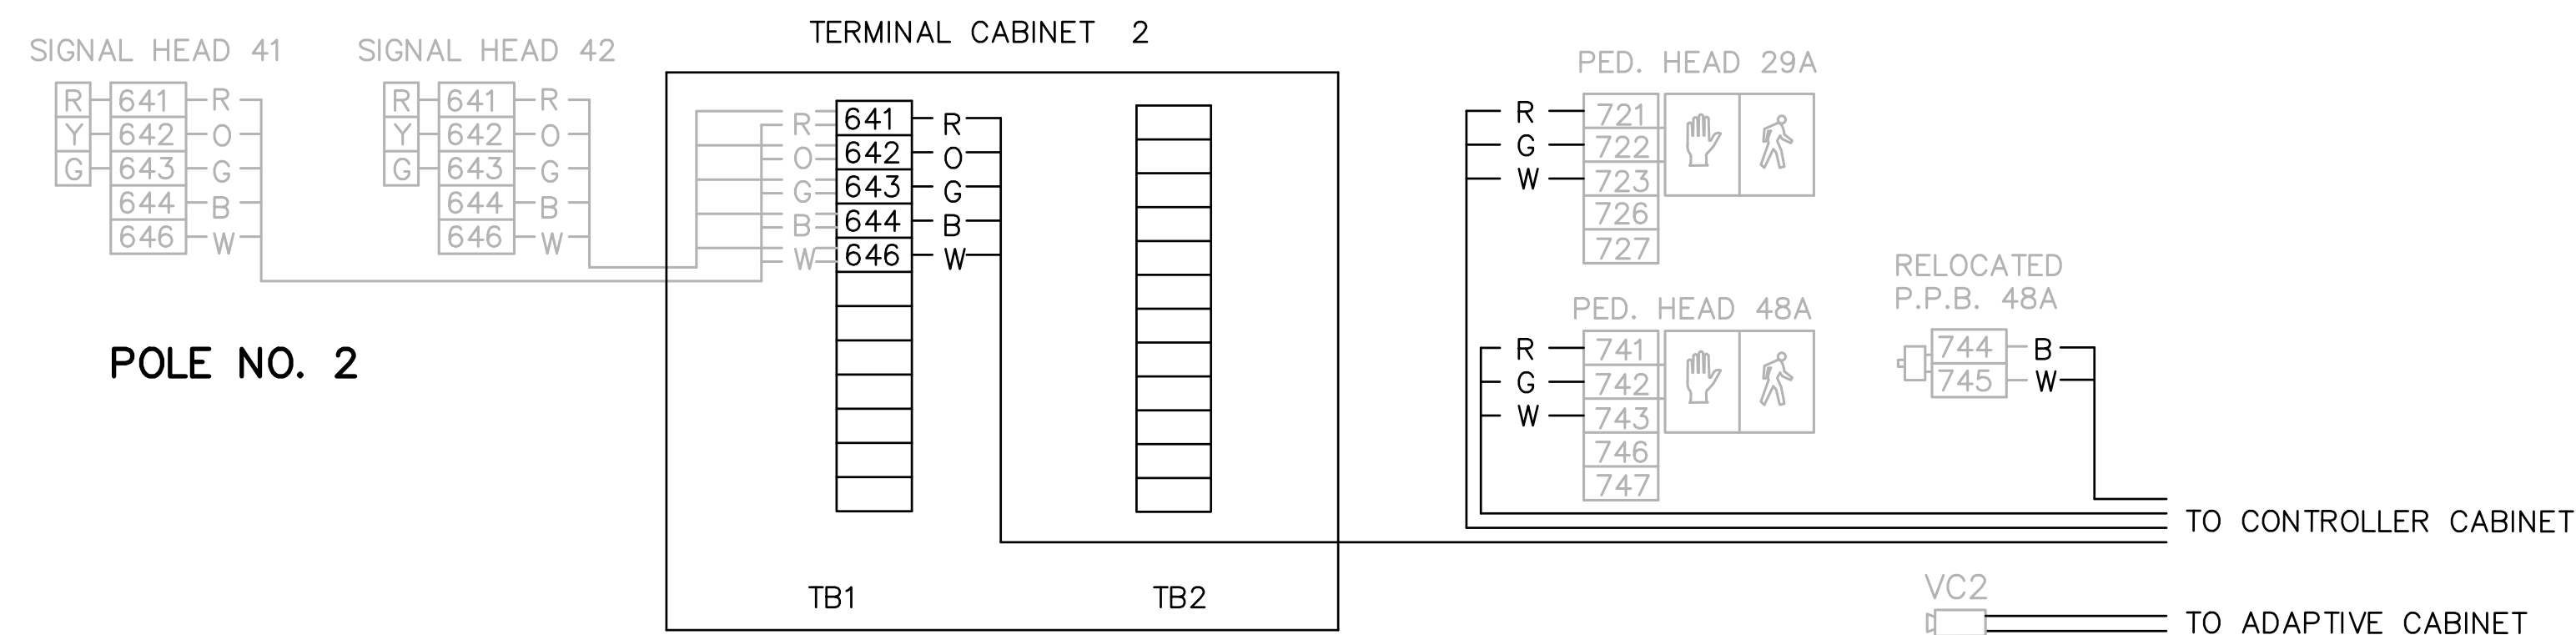 TERMINAL CABINET 2
SIGNAL HEAD 41
R 641 R
Y 642 O
G 643 G
644 B
646 W
SIGNAL HEAD 42
R 641 R
Y 642 O
G 643 G
644 B
646 W
POLE NO. 2
R 641 R
O 642 O
G 643 G
B 644 B
W 646 W
TB1
TB2
PED. HEAD 29A
R 721
G 722
W 723
726
727
PED. HEAD 48A
R 741
G 742
W 743
746
747
RELOCATED
P.P.B. 48A
744 B
745 W
TO CONTROLLER CABINET
VC2
TO ADAPTIVE CABINET